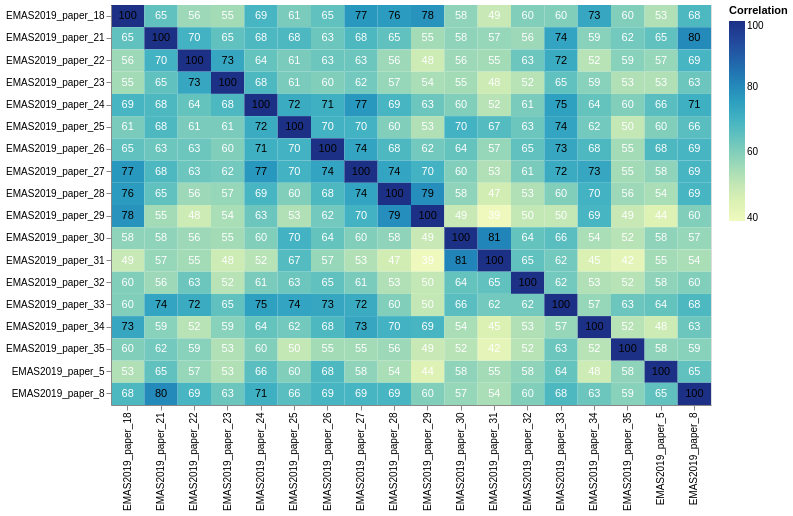 Correlation
EMAS2019_paper_18 100 65 56 55 69 61 65 77 76 78 58 49 60 60 73 60 53 68
EMAS2019_paper_21 65 100 70 65 68 68 63 68 65 55 58 57 56 74 59 62 65 80
EMAS2019_paper_22 56 70 100 73 64 61 63 63 56 48 56 55 63 72 52 59 57 69
EMAS2019_paper_23 55 65 73 100 68 61 60 62 57 54 55 48 52 65 59 53 53 63
EMAS2019_paper_24 69 68 64 68 100 72 71 77 69 63 60 52 61 75 64 60 66 71
EMAS2019_paper_25 61 68 61 61 72 100 70 70 60 53 70 67 63 74 62 50 60 66
EMAS2019_paper_26 65 63 63 60 71 70 100 74 68 62 64 57 65 73 68 55 68 69
EMAS2019_paper_27 77 68 63 62 77 70 74 100 74 70 60 53 61 72 73 55 58 69
EMAS2019_paper_28 76 65 56 57 69 60 68 74 100 79 58 47 53 60 70 56 54 69
EMAS2019_paper_29 78 55 48 54 63 53 62 70 79 100 49 39 50 50 69 49 44 60
EMAS2019_paper_30 58 58 56 55 60 70 64 60 58 49 100 81 64 66 54 52 58 57
EMAS2019_paper_31 49 57 55 48 52 67 57 53 47 39 81 100 65 62 45 42 55 54
EMAS2019_paper_32 60 56 63 52 61 63 65 61 53 50 64 65 100 62 53 52 58 60
EMAS2019_paper_33 60 74 72 65 75 74 73 72 60 50 66 62 62 100 57 63 64 68
EMAS2019_paper_34 73 59 52 59 64 62 68 73 70 69 54 45 53 57 100 52 48 63
EMAS2019_paper_35 60 62 59 53 60 50 55 55 56 49 52 42 52 63 52 100 58 59
EMAS2019_paper_5 53 65 57 53 66 60 68 58 54 44 58 55 58 64 48 58 100 65
EMAS2019_paper_8 68 80 69 63 71 66 69 69 69 60 57 54 60 68 63 59 65 100
EMAS2019_paper_18
EMAS2019_paper_21
EMAS2019_paper_22
EMAS2019_paper_23
EMAS2019_paper_24
EMAS2019_paper_25
EMAS2019_paper_26
EMAS2019_paper_27
EMAS2019_paper_28
EMAS2019_paper_29
EMAS2019_paper_30
EMAS2019_paper_31
EMAS2019_paper_32
EMAS2019_paper_33
EMAS2019_paper_34
EMAS2019_paper_35
EMAS2019_paper_5
EMAS2019_paper_8
100
80
60
40